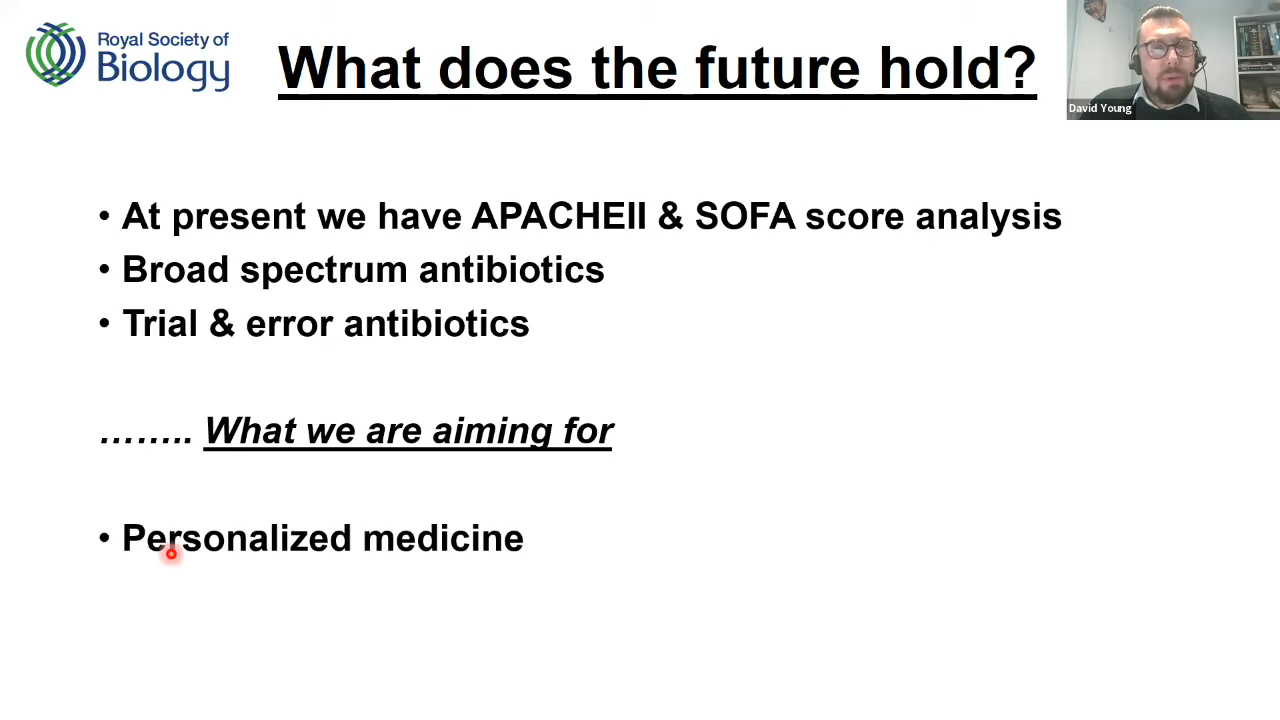 Royal Society of
Biology
What does the future hold?
David Young
• At present we have APACHEII & SOFA score analysis
• Broad spectrum antibiotics
• Trial & error antibiotics
…….. What we are aiming for
• Personalized medicine